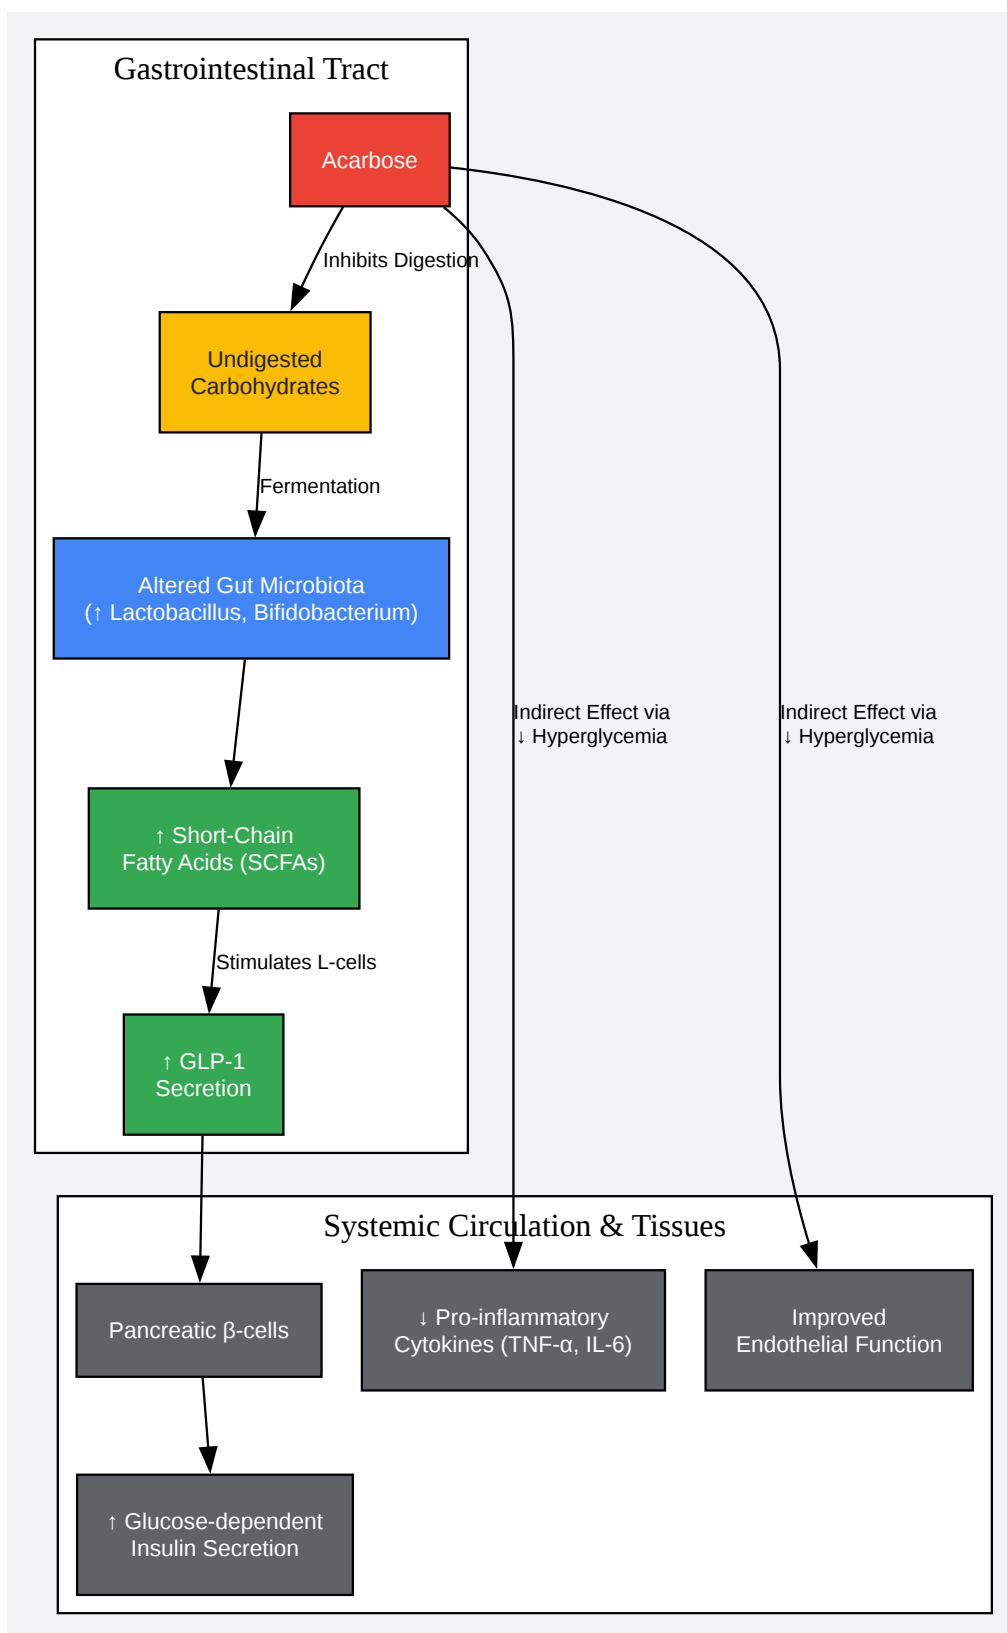 Gastrointestinal Tract
Acarbose
Inhibits Digestion
Undigested
Carbohydrates
Fermentation
Altered Gut Microbiota
(↑ Lactobacillus, Bifidobacterium)
Indirect Effect via
↓ Hyperglycemia
Indirect Effect via
↓ Hyperglycemia
↑ Short-Chain
Fatty Acids (SCFAs)
Stimulates L-cells
↑ GLP-1
Secretion
Systemic Circulation & Tissues
Pancreatic β-cells
↓ Pro-inflammatory
Cytokines (TNF-α, IL-6)
Improved
Endothelial Function
↑ Glucose-dependent
Insulin Secretion